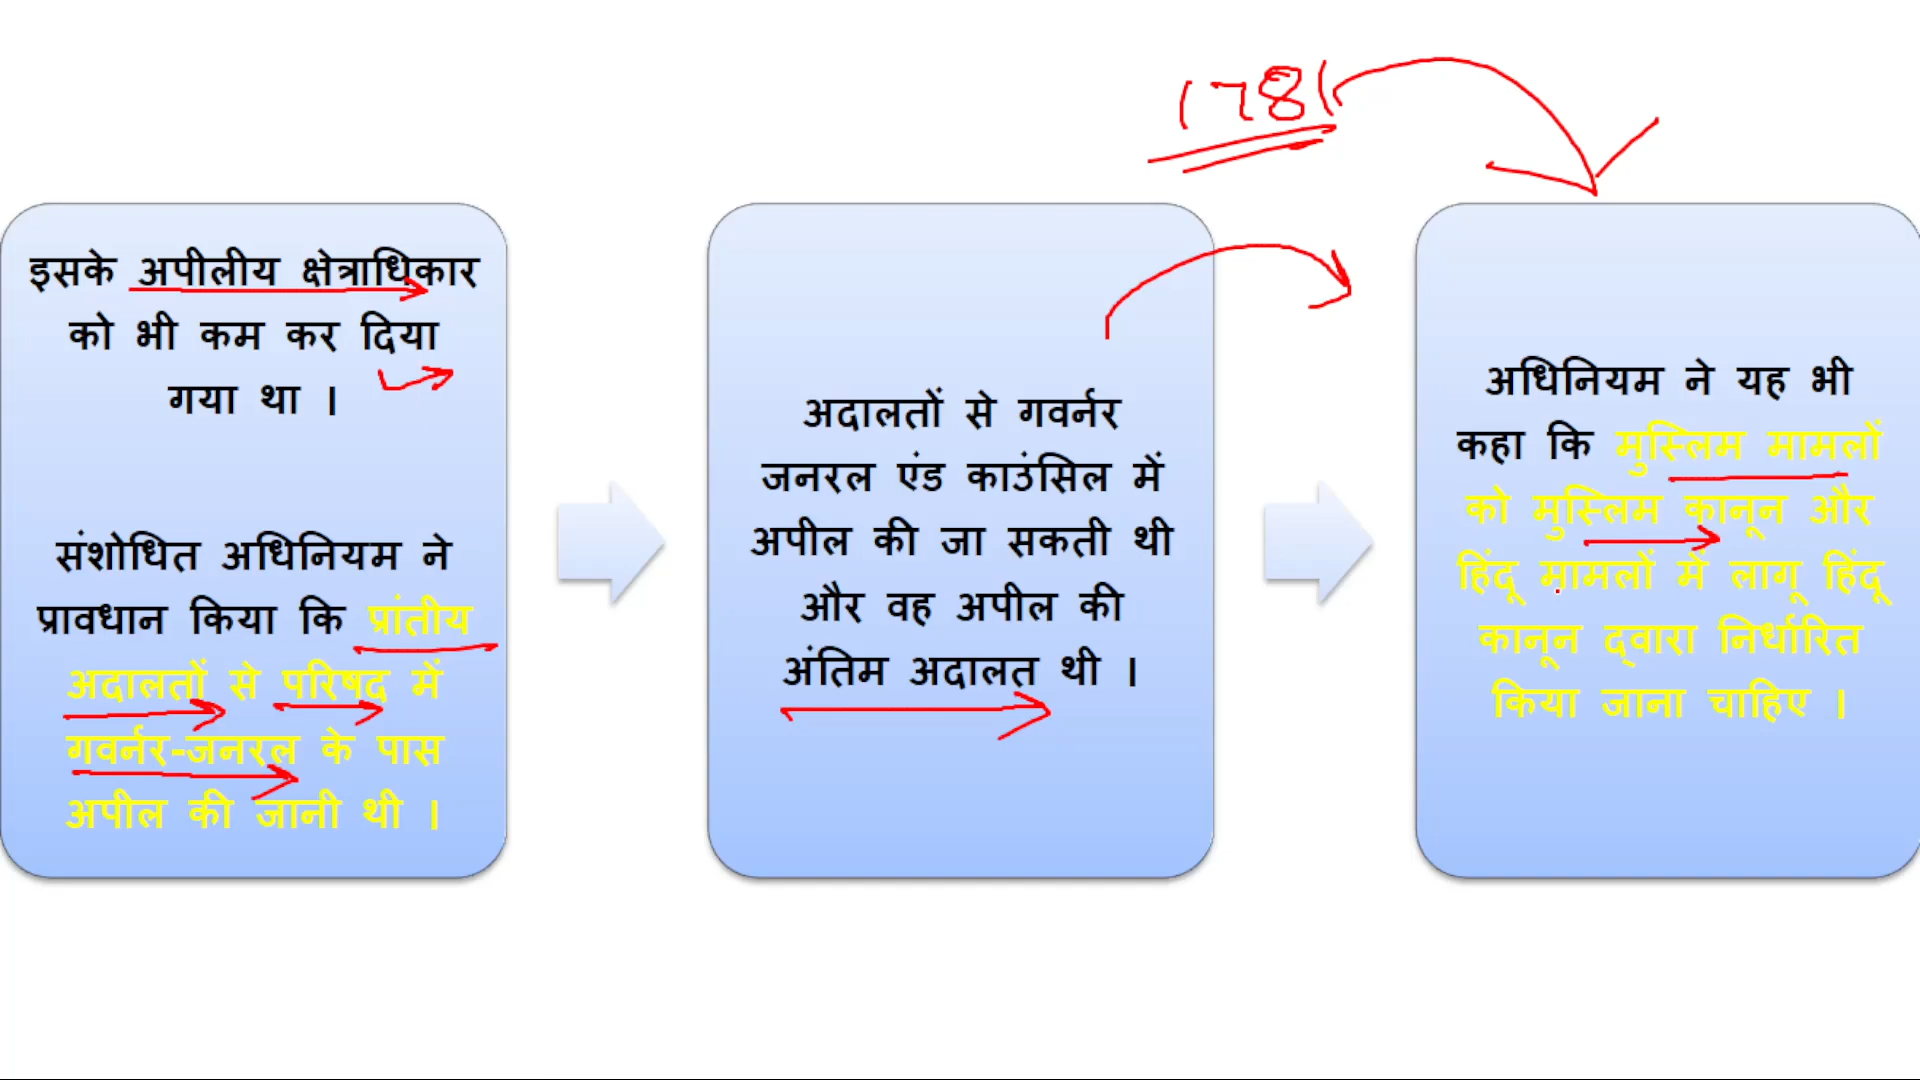 1781
इसके अपीलीय क्षेत्राधिकार
को भी कम कर दिया
गया था ।
संशोधित अधिनियम ने
प्रावधान किया कि प्रांतीय
अदालतों से परिषद में
गवर्नर-जनरल के पास
अपील की जानी थी ।
अदालतों से गवर्नर
जनरल एंड काउंसिल में
अपील की जा सकती थी
और वह अपील की
अंतिम अदालत थी ।
अधिनियम ने यह भी
कहा कि मुस्लिम मामलों
को मुस्लिम कानून और
हिंदू मामलों में लागू हिंदू
कानून द्वारा निर्धारित
किया जाना चाहिए ।